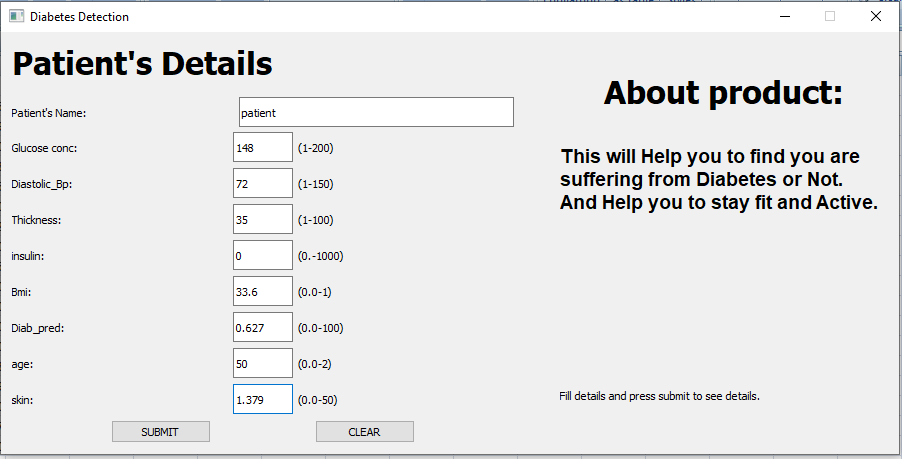 Diabetes Detection
Patient's Details
Patient's Name: patient
Glucose conc: 148 (1-200)
Diastolic_Bp: 72 (1-150)
Thickness: 35 (1-100)
insulin: 0 (0.-1000)
Bmi: 33.6 (0.0-1)
Diab_pred: 0.627 (0.0-100)
age: 50 (0.0-2)
skin: 1.379 (0.0-50)
SUBMIT CLEAR
About product:
This will Help you to find you are
suffering from Diabetes or Not.
And Help you to stay fit and Active.
Fill details and press submit to see details.